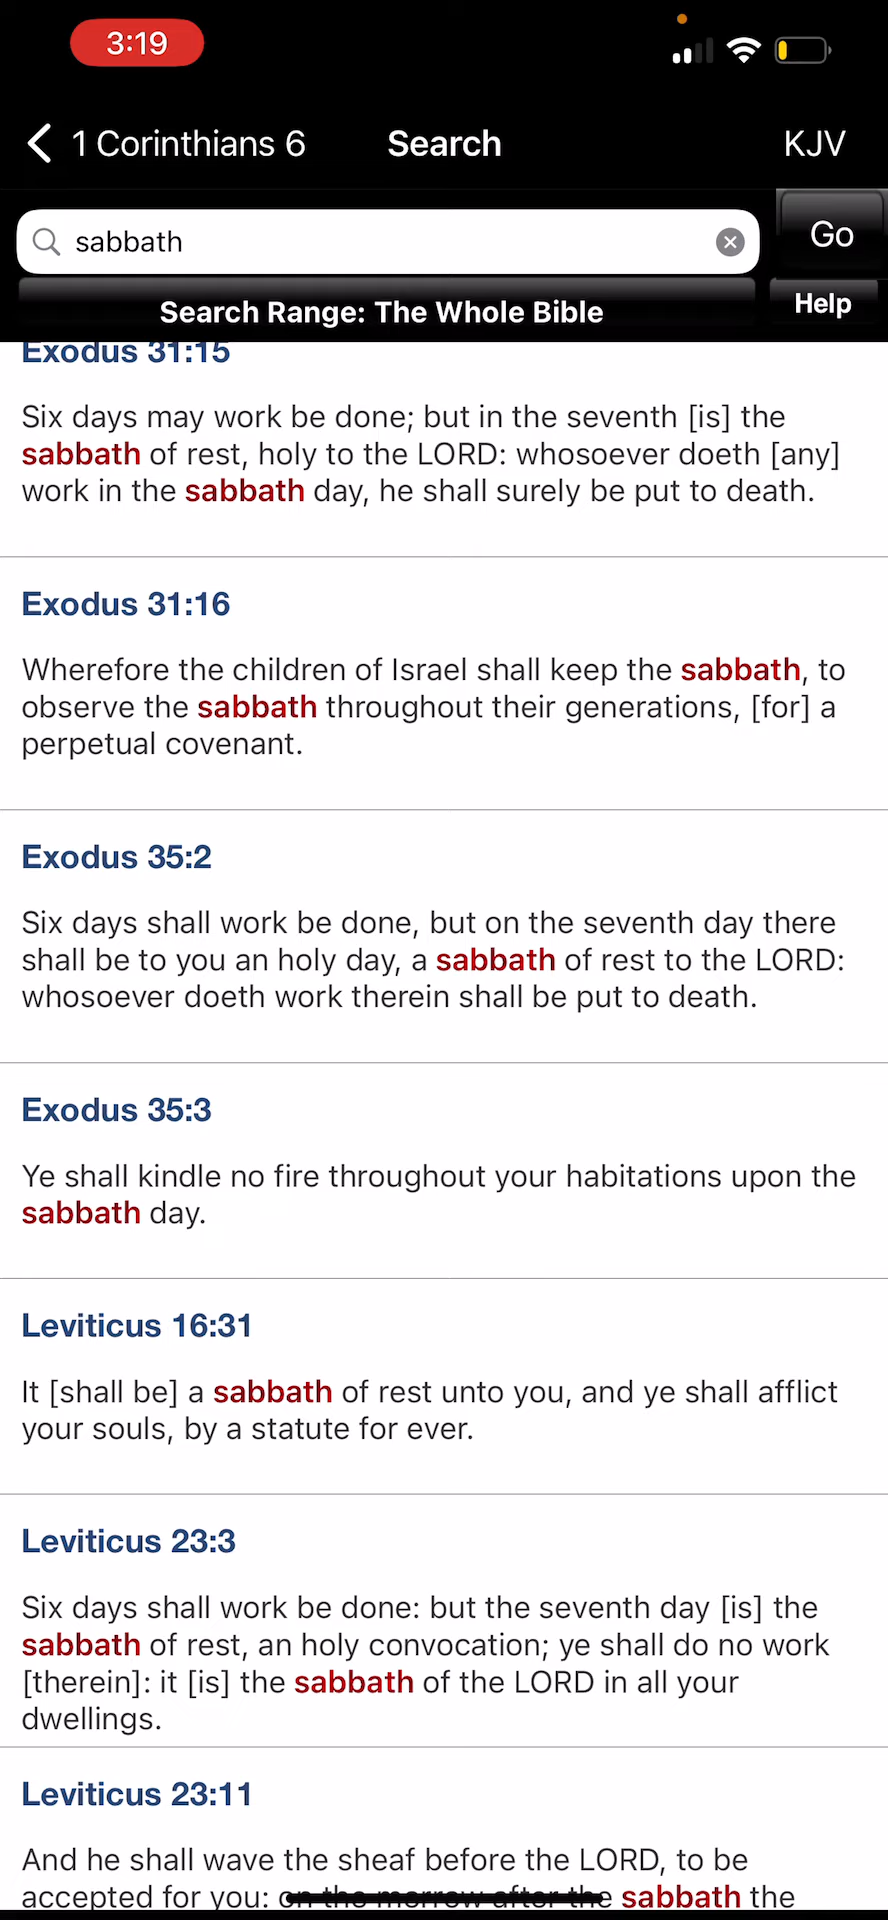 3:19
1 Corinthians 6 Search KJV
sabbath
Go
Search Range: The Whole Bible
Help
Exodus 31:15
Six days may work be done; but in the seventh [is] the
sabbath of rest, holy to the LORD: whosoever doeth [any]
work in the sabbath day, he shall surely be put to death.
Exodus 31:16
Wherefore the children of Israel shall keep the sabbath, to
observe the sabbath throughout their generations, [for] a
perpetual covenant.
Exodus 35:2
Six days shall work be done, but on the seventh day there
shall be to you an holy day, a sabbath of rest to the LORD:
whosoever doeth work therein shall be put to death.
Exodus 35:3
Ye shall kindle no fire throughout your habitations upon the
sabbath day.
Leviticus 16:31
It [shall be] a sabbath of rest unto you, and ye shall afflict
your souls, by a statute for ever.
Leviticus 23:3
Six days shall work be done: but the seventh day [is] the
sabbath of rest, an holy convocation; ye shall do no work
[therein]: it [is] the sabbath of the LORD in all your
dwellings.
Leviticus 23:11
And he shall wave the sheaf before the LORD, to be
accepted for you: on the morrow after the sabbath the